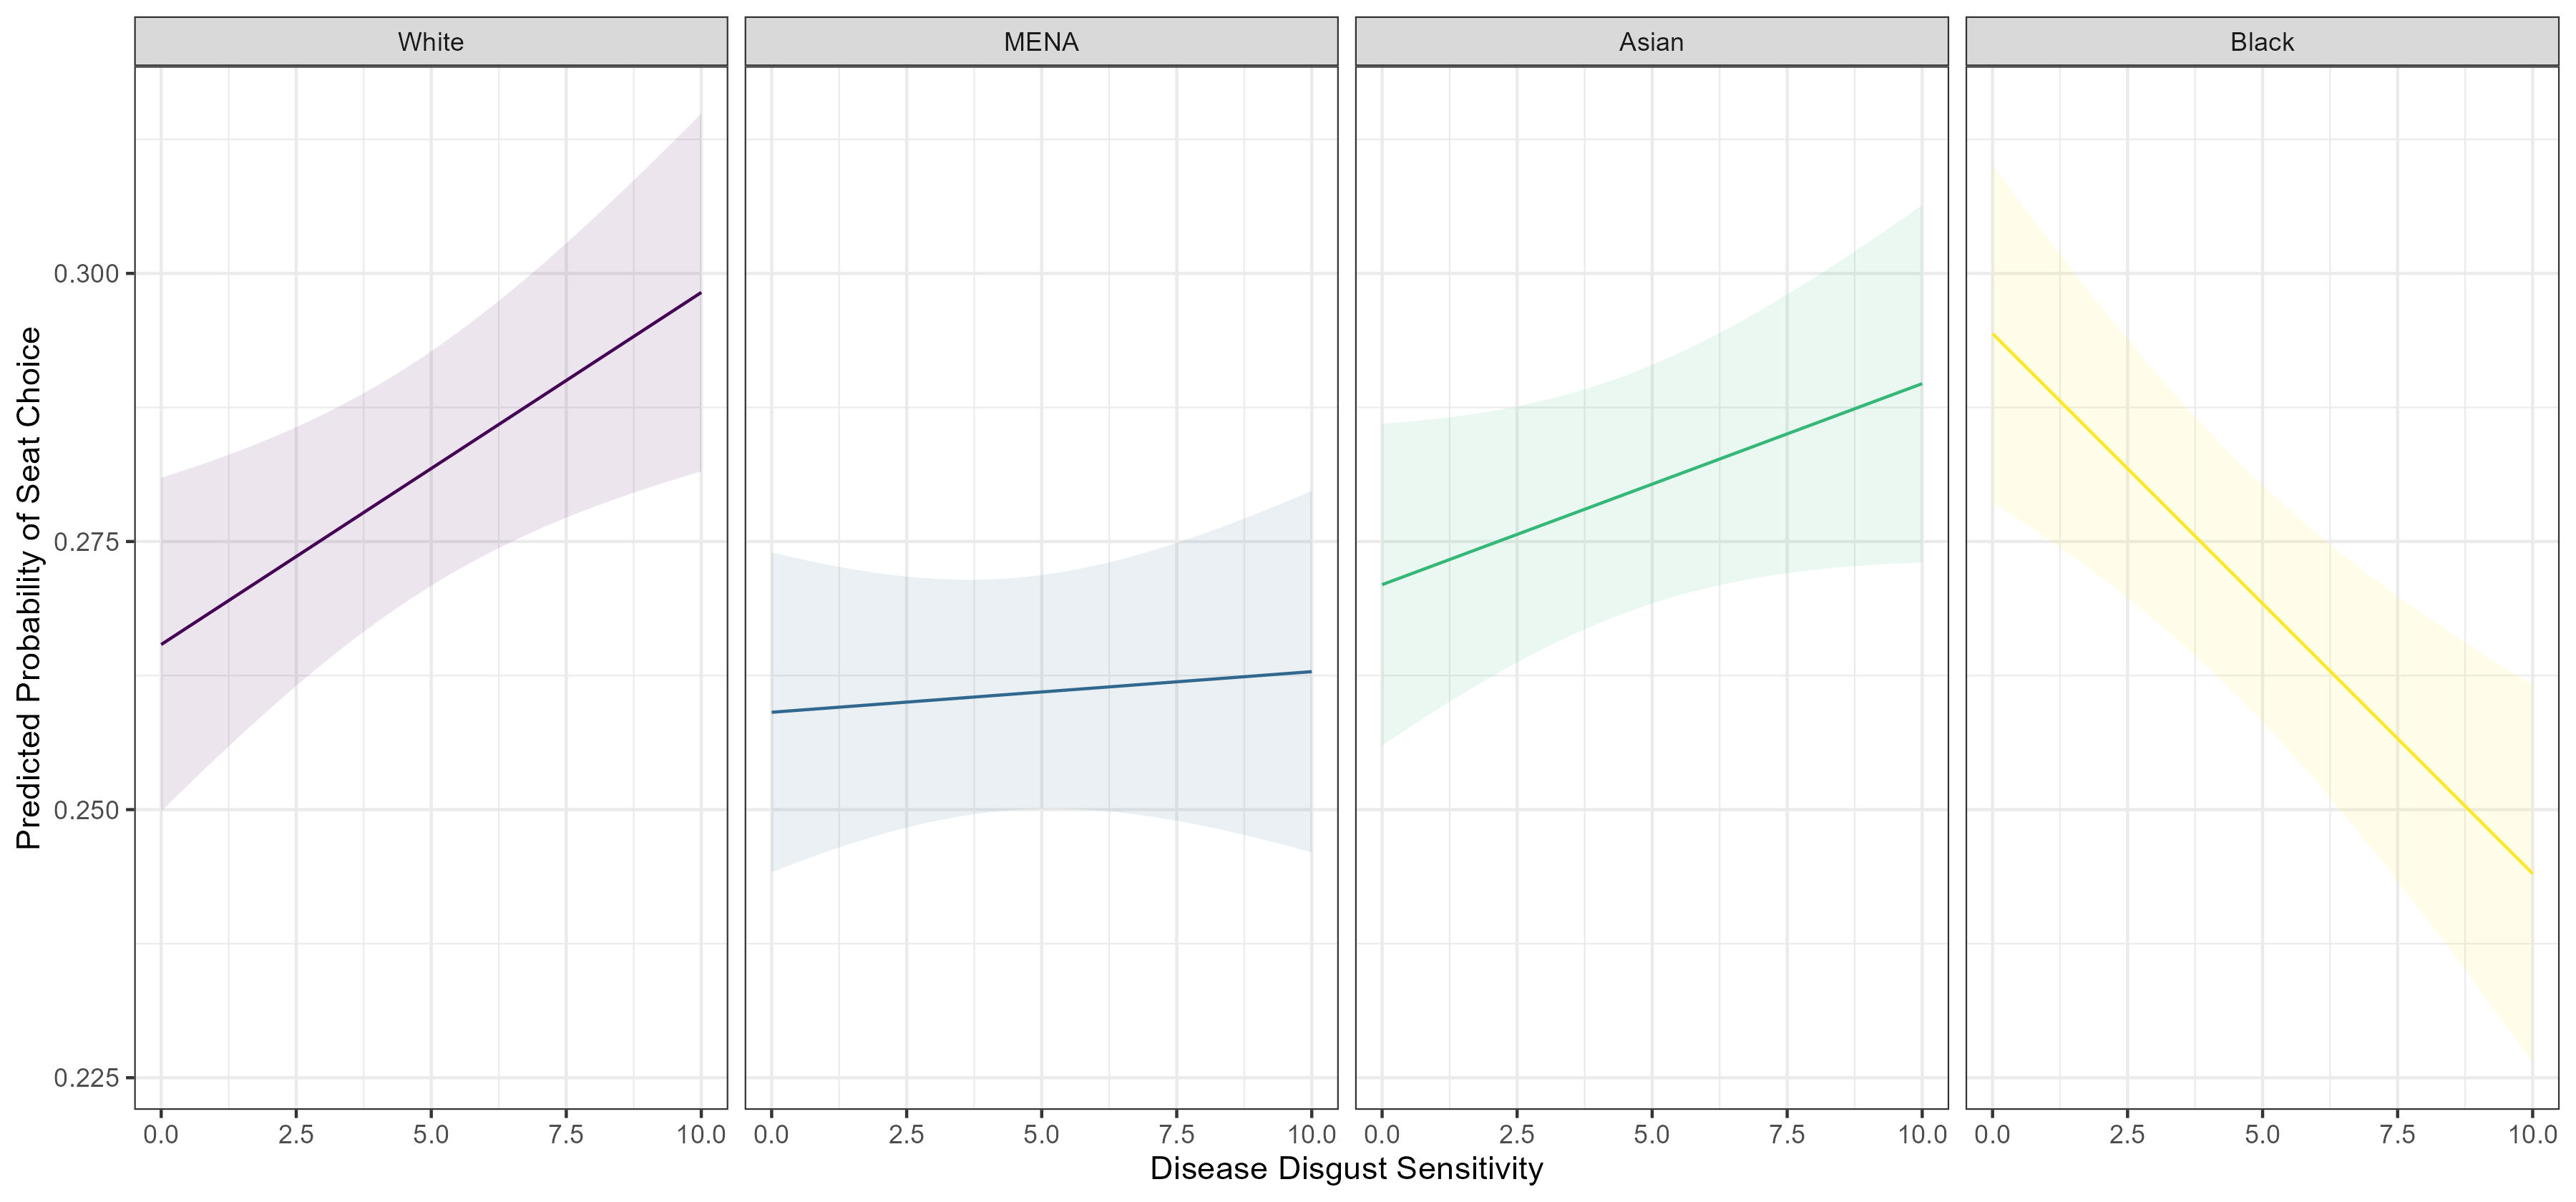 White MENA Asian Black
Predicted Probability of Seat Choice
0.300
0.275
0.250
0.225
0.0 2.5 5.0 7.5 10.0 0.0 2.5 5.0 7.5 10.0 0.0 2.5 5.0 7.5 10.0 0.0 2.5 5.0 7.5 10.0
Disease Disgust Sensitivity